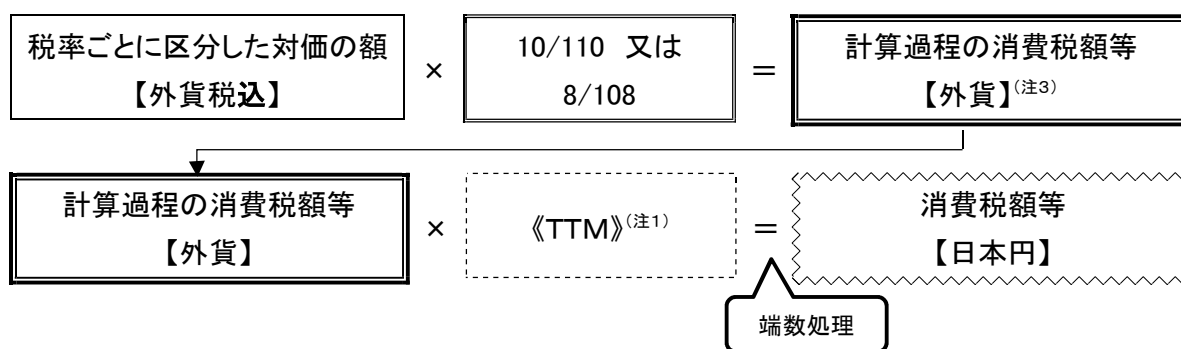 税率ごとに区分した対価の額
【外貨税込】
×
10/110 又は
8/108
＝
計算過程の消費税額等
【外貨】(注3)
計算過程の消費税額等
【外貨】
×
《TTM》(注1)
＝
消費税額等
【日本円】
端数処理